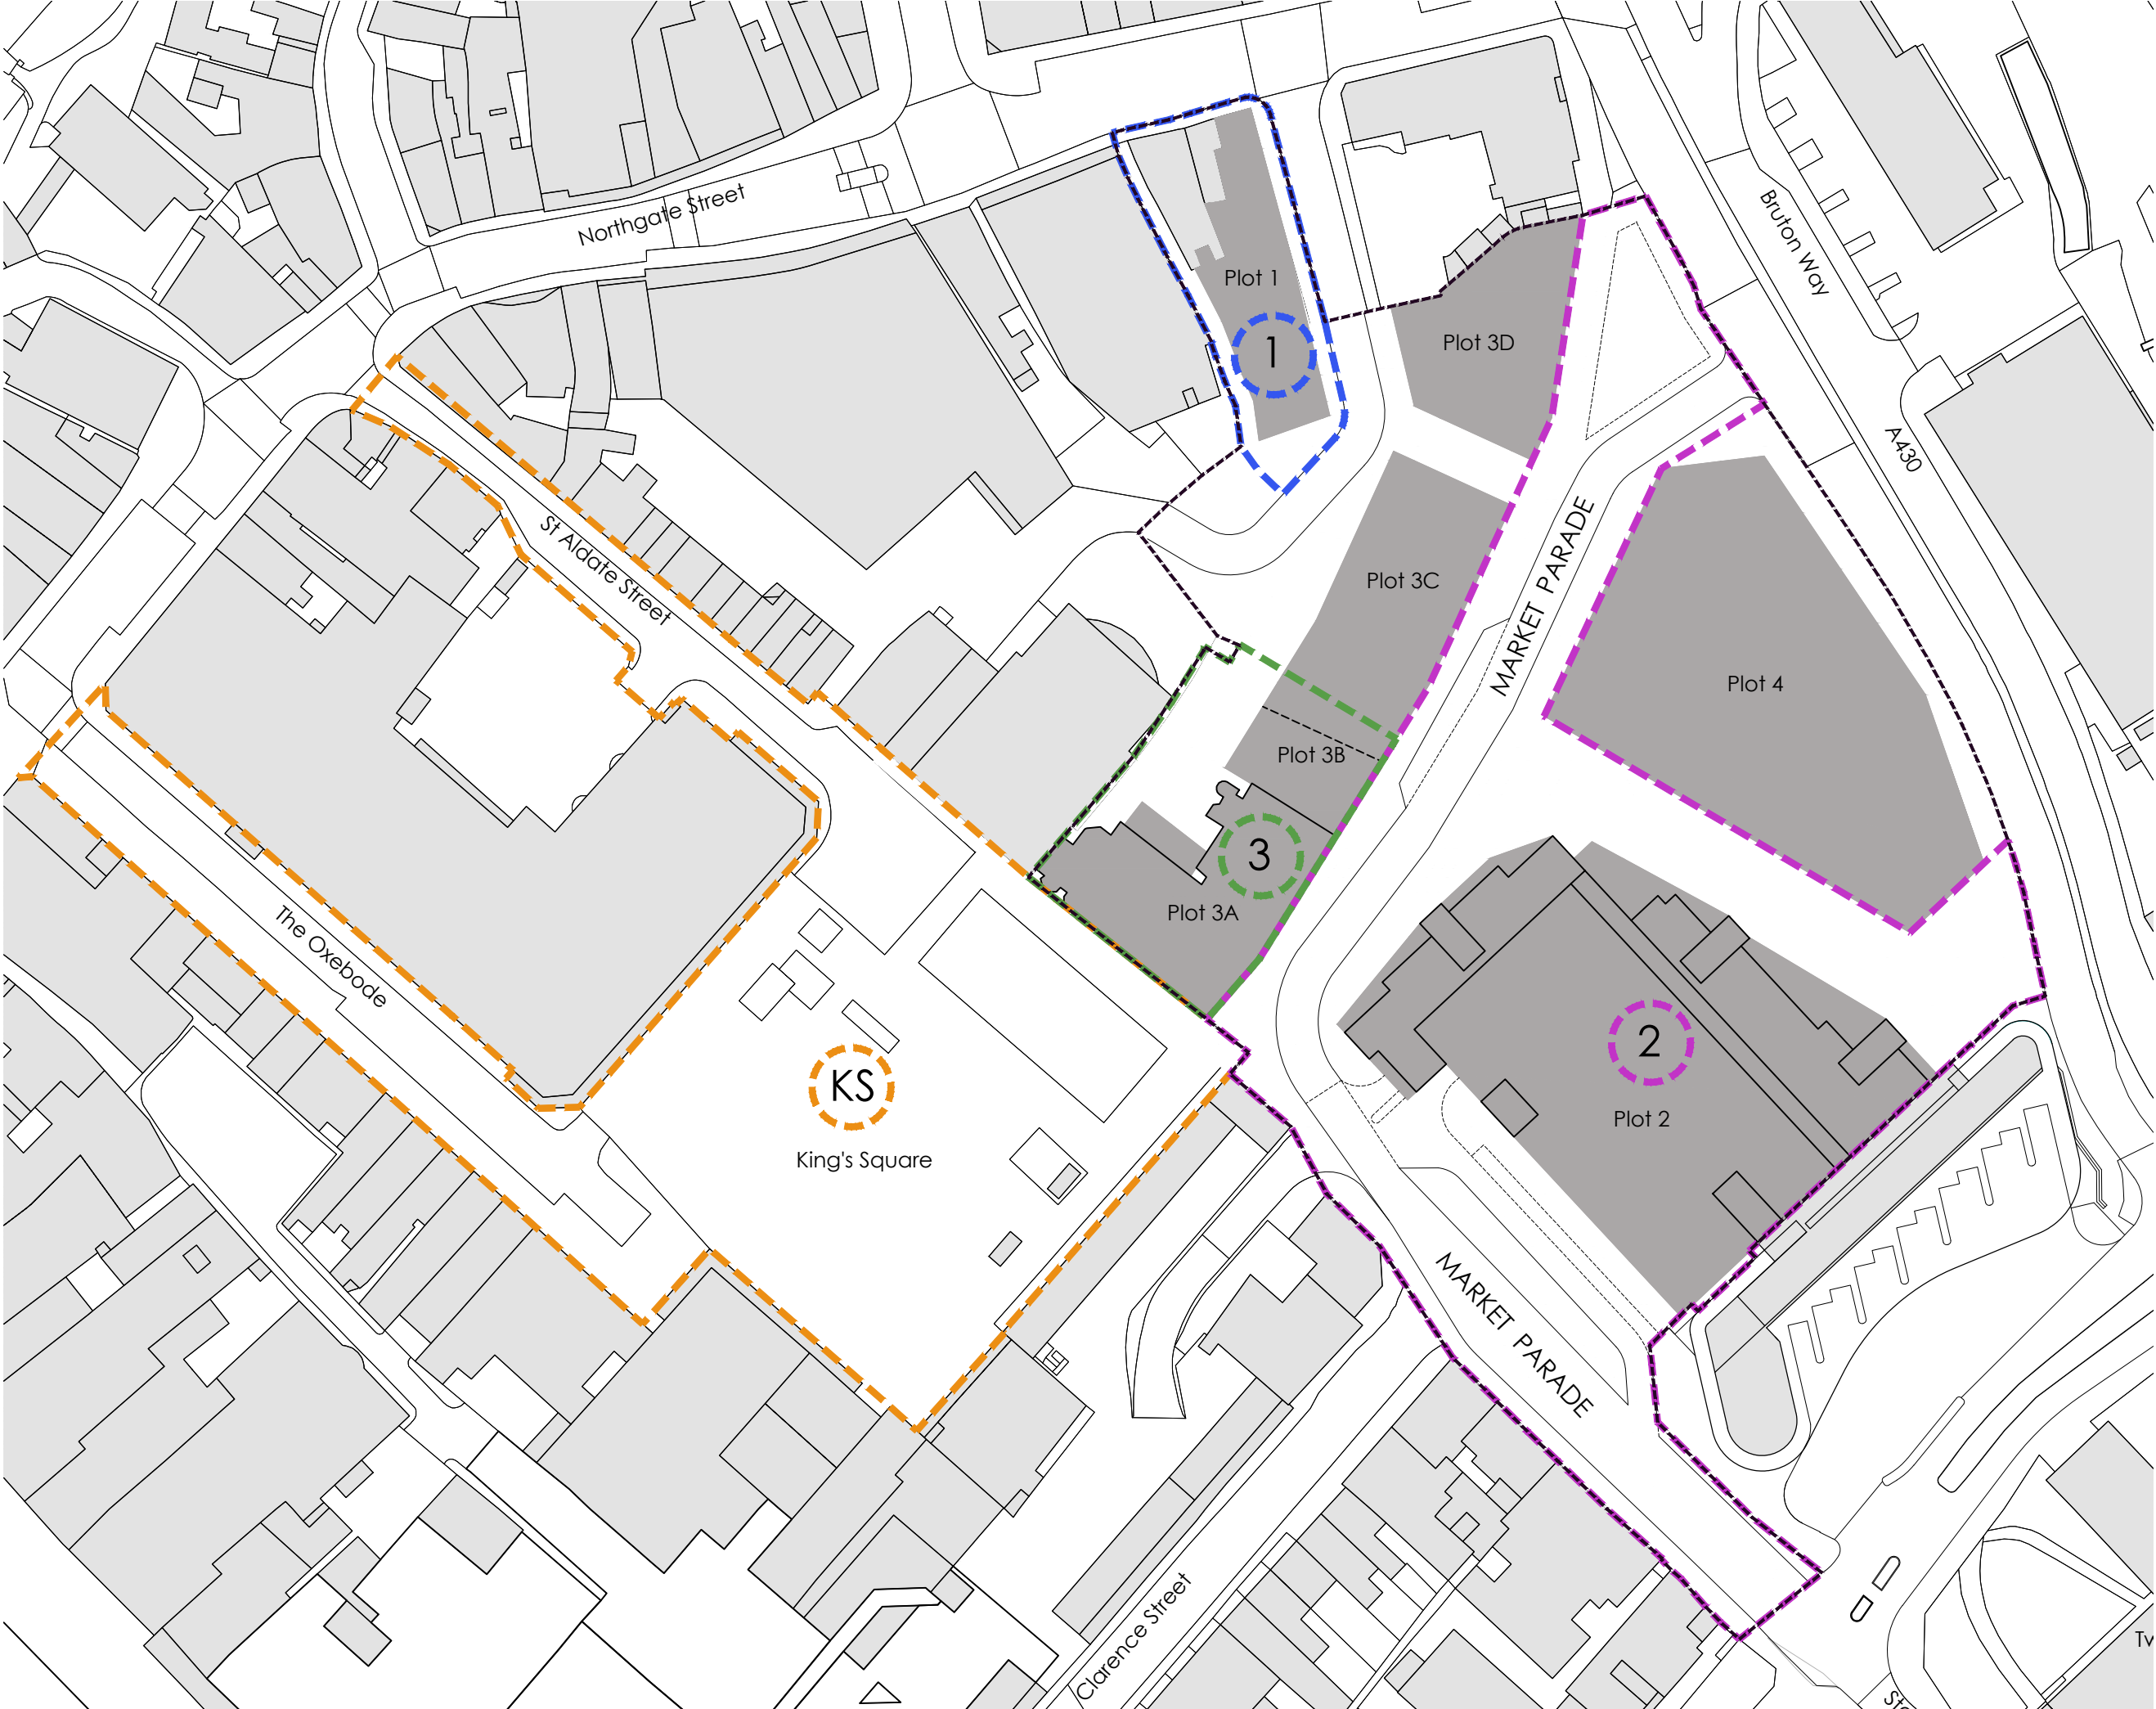 Northgate Street
Bruton Way
Plot 1
1
Plot 3D
A430
St Aldate Street
Plot 3C
MARKET PARADE
Plot 4
Plot 3B
3
Plot 3A
The Oxebode
KS
King's Square
2
Plot 2
MARKET PARADE
Clarence Street